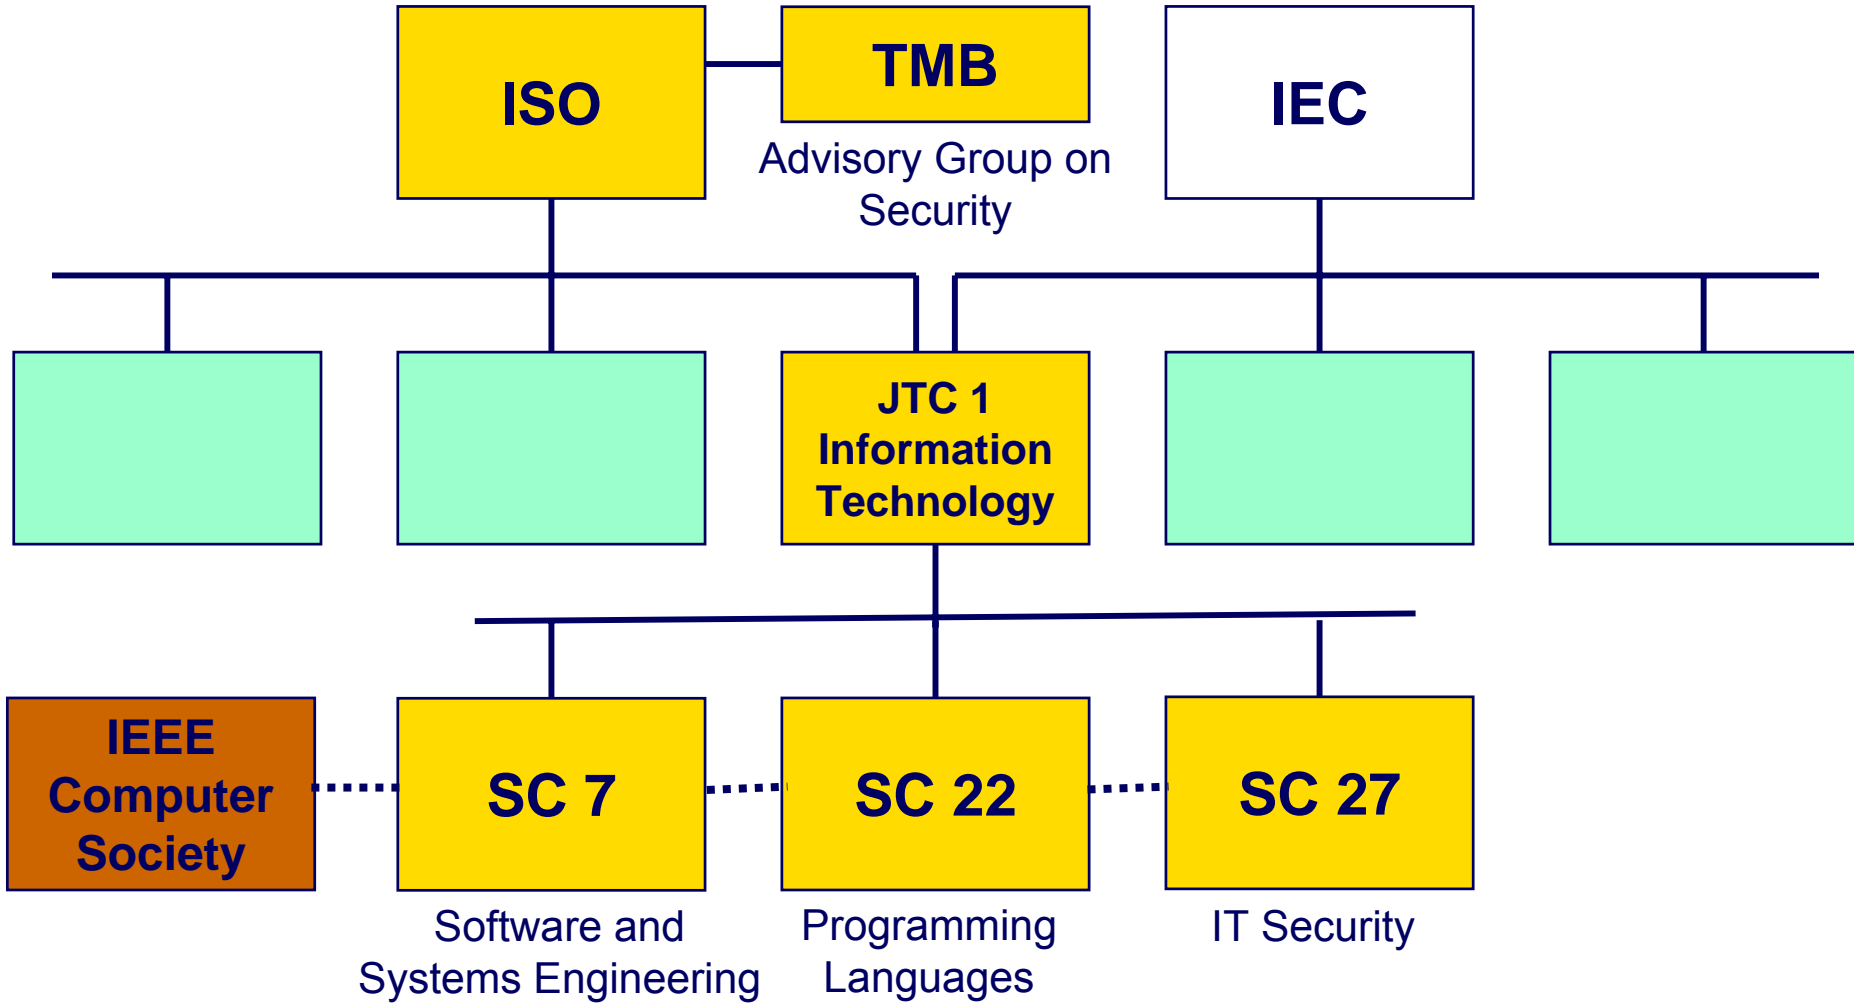 ISO
TMB
Advisory Group on
Security
IEC
JTC 1
Information
Technology
IEEE
Computer
Society
SC 7
Software and
Systems Engineering
SC 22
Programming
Languages
SC 27
IT Security